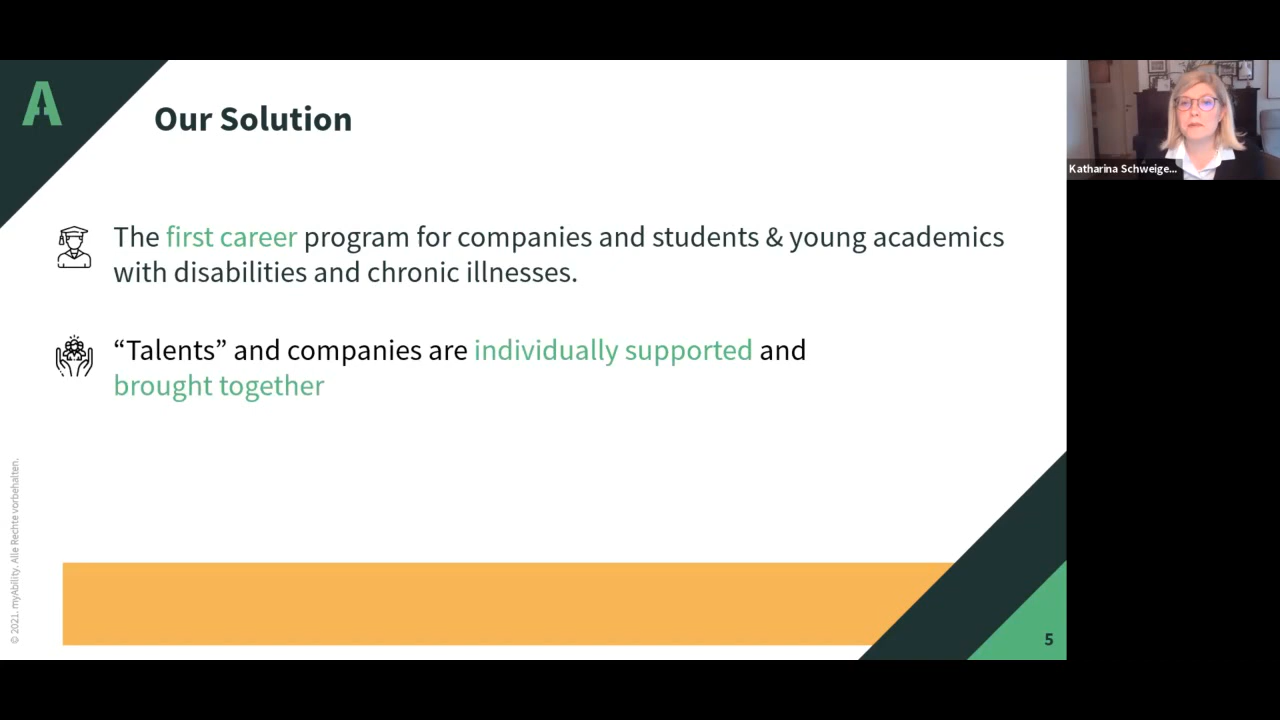 A
Our Solution
The first career program for companies and students & young academics
with disabilities and chronic illnesses.
“Talents” and companies are individually supported and
brought together
© 2021. myAbility. Alle Rechte vorbehalten.
5
Katharina Schweige...